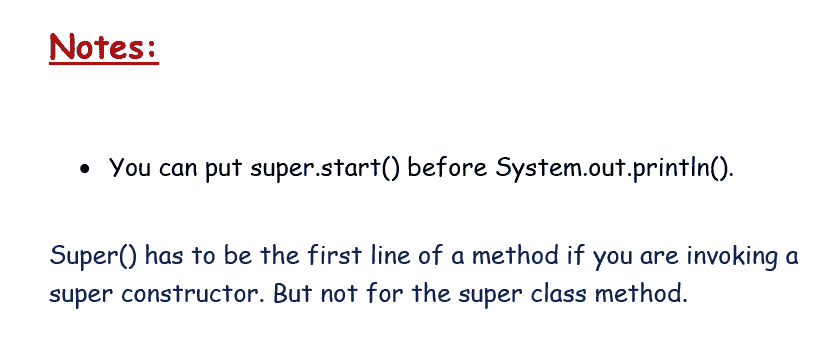 Notes:
• You can put super.start() before System.out.println().
Super() has to be the first line of a method if you are invoking a
super constructor. But not for the super class method.